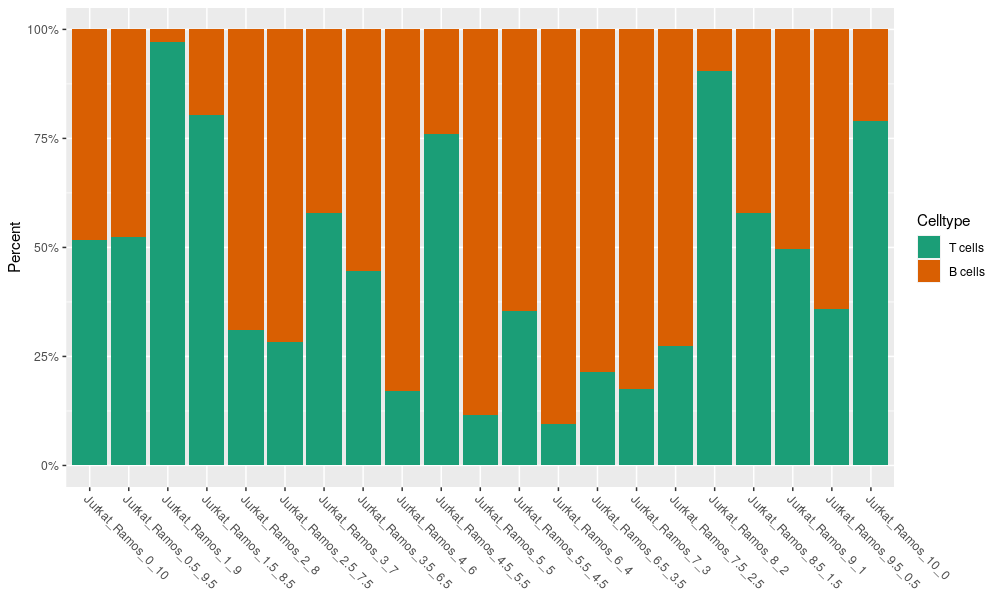 Percent
100%
75%
50%
25%
0%
Jurkat_Ramos_0_10
Jurkat_Ramos_0.5_9.5
Jurkat_Ramos_1_9
Jurkat_Ramos_1.5_8.5
Jurkat_Ramos_2_8
Jurkat_Ramos_2.5_7.5
Jurkat_Ramos_3_7
Jurkat_Ramos_3.5_6.5
Jurkat_Ramos_4_6
Jurkat_Ramos_4.5_5.5
Jurkat_Ramos_5_5
Jurkat_Ramos_5.5_4.5
Jurkat_Ramos_6_4
Jurkat_Ramos_6.5_3.5
Jurkat_Ramos_7_3
Jurkat_Ramos_7.5_2.5
Jurkat_Ramos_8_2
Jurkat_Ramos_8.5_1.5
Jurkat_Ramos_9_1
Jurkat_Ramos_9.5_0.5
Jurkat_Ramos_10_0
Celltype
T cells
B cells